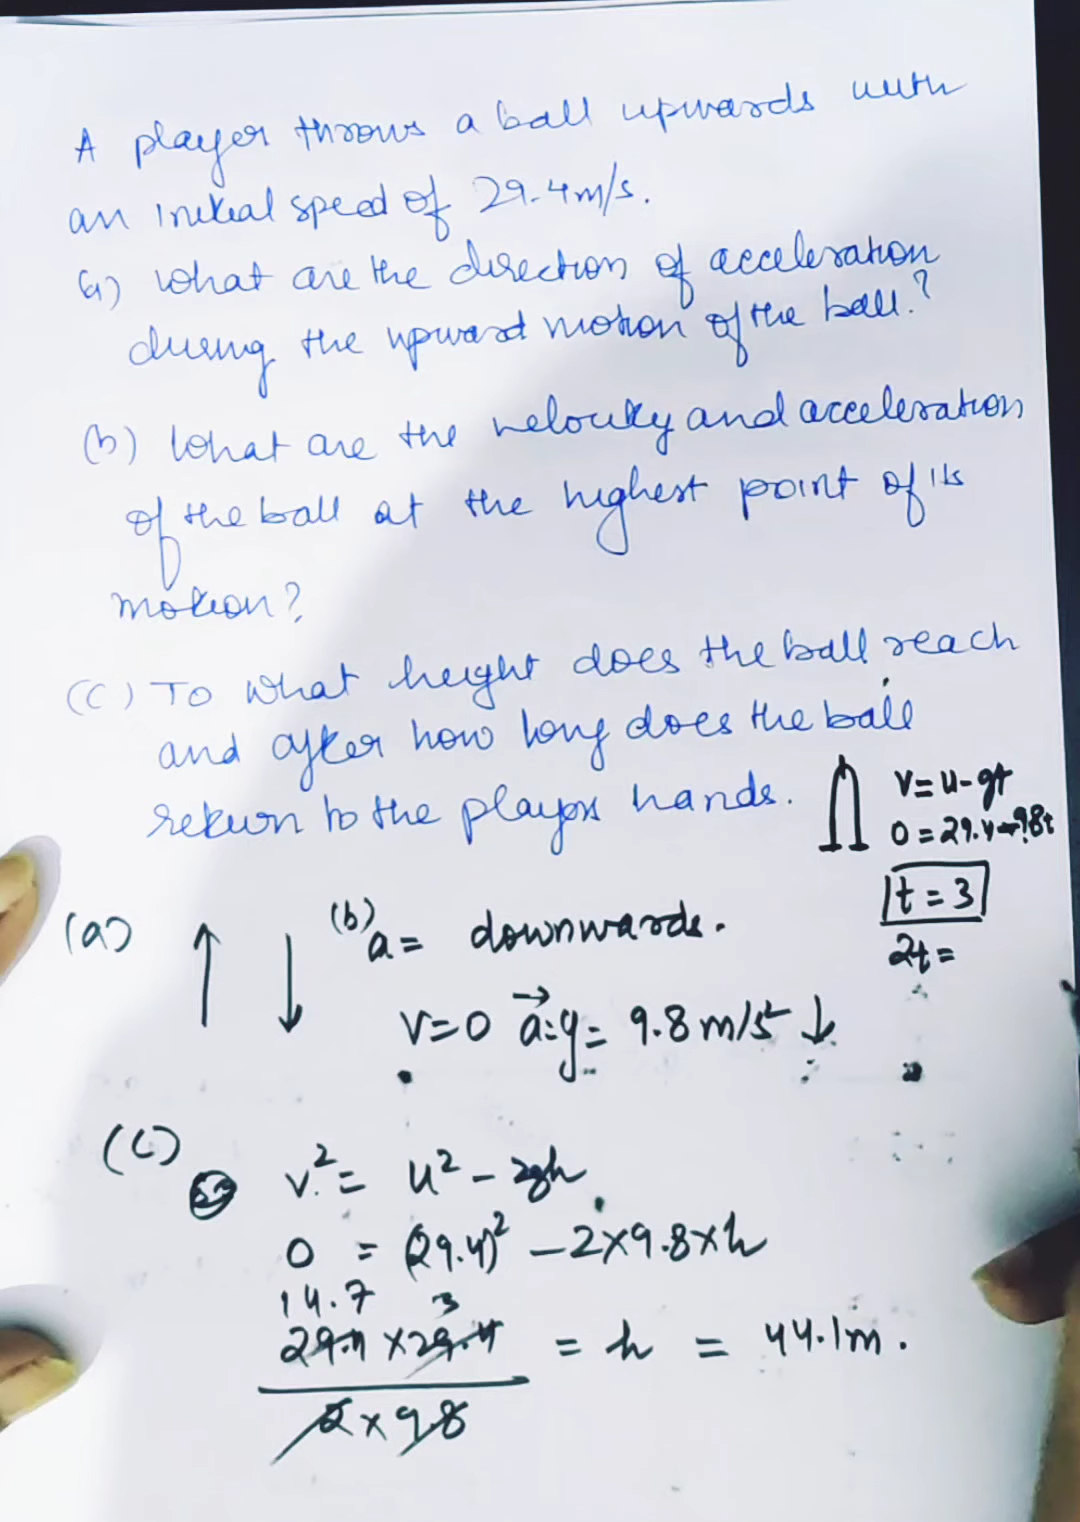 A player throws a ball upwards with
an initial speed of 29.4m/s.
(a) What are the direction of acceleration
during the upward motion of the ball?
(b) What are the velocity and acceleration
of the ball at the highest point of its
motion?
(C) To what height does the ball reach
and after how long does the ball
return to the players hands.
v=u-gt
0=29.4-9.8t
t=3
2t=
(a) ↑ ↓ (b) a= downwards.
v=0 a⃗=g= 9.8m/s² ↓
(C)
v²= u²-2gh
0 = (29.4)² -2×9.8×h
14.7 3
29.4 ×29.4 = h = 44.1m.
2×9.8